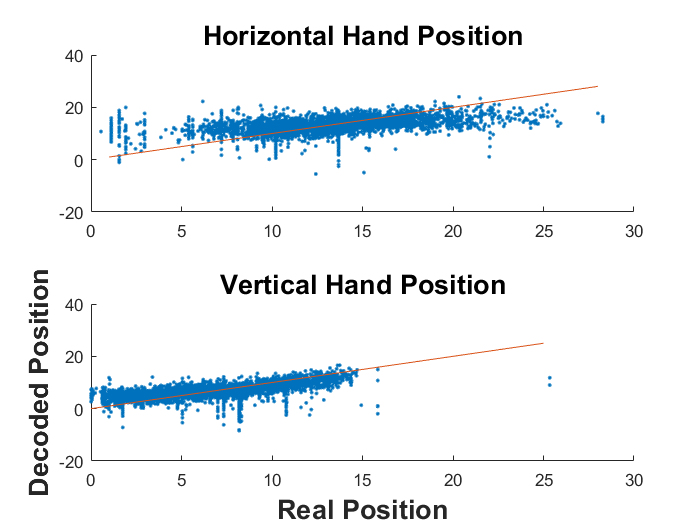 Horizontal Hand Position
40
20
0
-20
0 5 10 15 20 25 30
Vertical Hand Position
40
20
0
-20
0 5 10 15 20 25 30
Decoded Position
Real Position